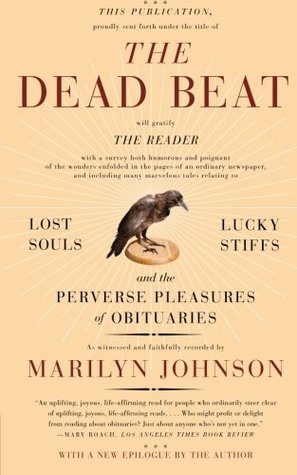 THIS PUBLICATION,
proudly sent forth under the title of
THE
DEAD BEAT
will gratify
THE READER
with a survey both humorous and poignant
of the wonders enfolded in the pages of an ordinary newspaper,
and including many marvelous tales relating to
LOST
SOULS
LUCKY
STIFFS
and the
PERVERSE PLEASURES
of OBITUARIES
As witnessed and faithfully recorded by
MARILYN JOHNSON
"An uplifting, joyous, life-affirming read for people who ordinarily steer clear
of uplifting, joyous, life-affirming reads. . . . Who might profit or delight
from reading about obituaries? Just about anyone who's not yet in one."
—MARY ROACH, LOS ANGELES TIMES BOOK REVIEW
WITH A NEW EPILOGUE BY THE AUTHOR